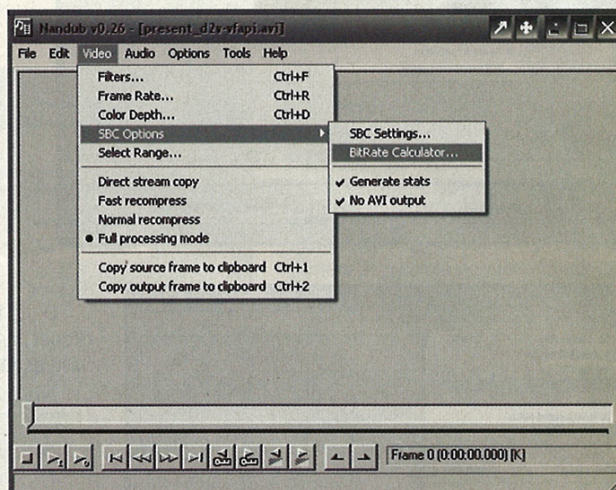 Nandub v0.26 - [present_d2v-vfapi.avi]
File Edit Video Audio Options Tools Help
Filters... Ctrl+F
Frame Rate... Ctrl+R
Color Depth... Ctrl+D
SBC Options
Select Range...
Direct stream copy
Fast recompress
Normal recompress
Full processing mode
Copy source frame to clipboard Ctrl+1
Copy output frame to clipboard Ctrl+2
SBC Settings...
BitRate Calculator...
Generate stats
No AVI output
Frame 0 (0:00:00.000) [K]